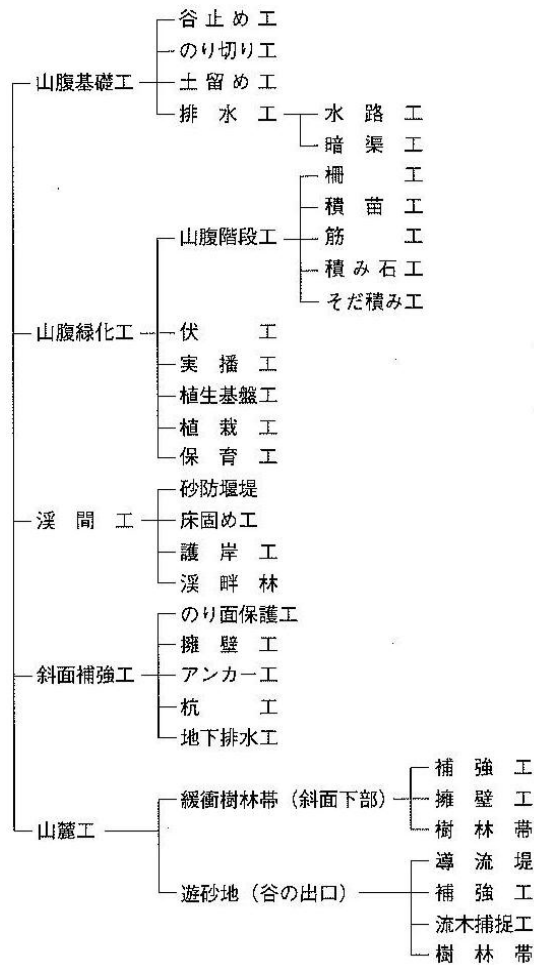 谷止め工
のり切り工
山腹基礎工 土留め工
排水工 水路工
暗渠工
柵工
積苗工
山腹階段工 筋工
積み石工
そだ積み工
山腹緑化工 伏工
実播工
植生基盤工
植栽工
保育工
砂防堰堤
渓間工 床固め工
護岸工
渓畔林
のり面保護工
擁壁工
斜面補強工 アンカー工
杭工
地下排水工
補強工
緩衝樹林帯（斜面下部） 擁壁工
樹林帯
山麓工
導流堤
遊砂地（谷の出口） 補強工
流木捕捉工
樹林帯